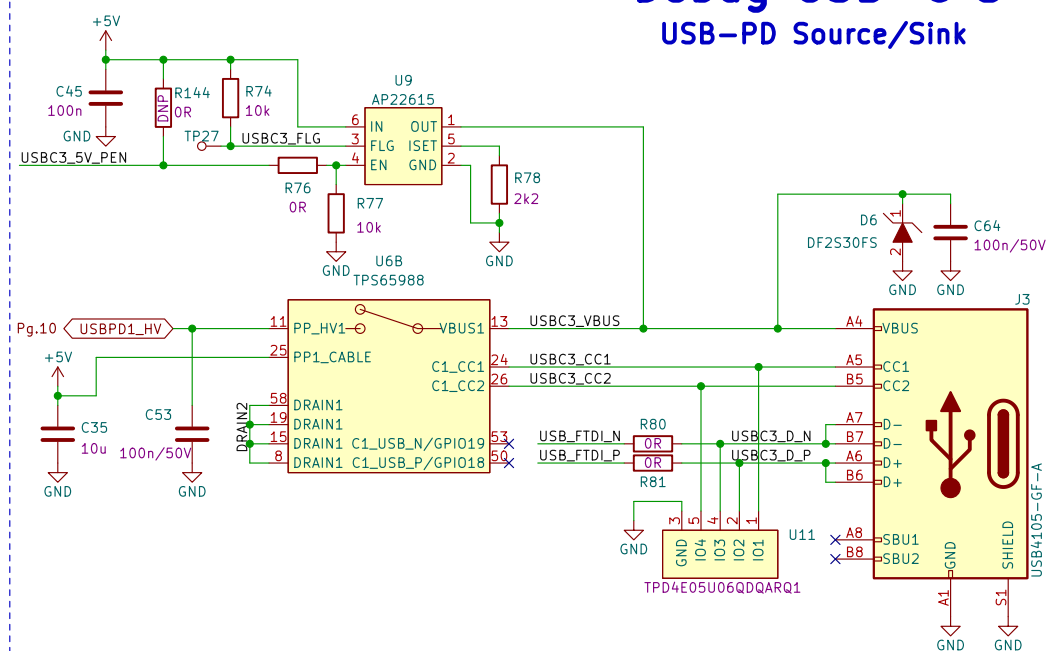 USB-PD Source/Sink
+5V
C45
100n
GND
DNP
R144
0R
R74
10k
TP27
USBC3_FLG
USBC3_5V_PEN
U9
AP22615
6 IN OUT 1
3 FLG ISET 5
4 EN GND 2
R76
0R
R77
10k
GND
R78
2k2
GND
D6
DF2S30FS
1
2
GND
C64
100n/50V
GND
U6B
TPS65988
Pg.10
USBPD1_HV
11 PP_HV1 VBUS1 13
25 PP1_CABLE
C1_CC1 24
C1_CC2 26
58 DRAIN1
19 DRAIN1
15 DRAIN1 C1_USB_N/GPIO19 53
8 DRAIN1 C1_USB_P/GPIO18 50
DRAIN2
+5V
C35
10u
GND
C53
100n/50V
GND
USBC3_VBUS
USBC3_CC1
USBC3_CC2
USB_FTDI_N
USB_FTDI_P
R80
0R
0R
R81
USBC3_D_N
USBC3_D_P
GND
3 GND
5 IO4
4 IO3
2 IO2
1 IO1
U11
TPD4E05U06QDQARQ1
J3
A4 VBUS
A5 CC1
B5 CC2
A7 D-
B7 D-
A6 D+
B6 D+
A8 SBU1
B8 SBU2
GND
A1
SHIELD
S1
USB4105-GF-A
GND
GND